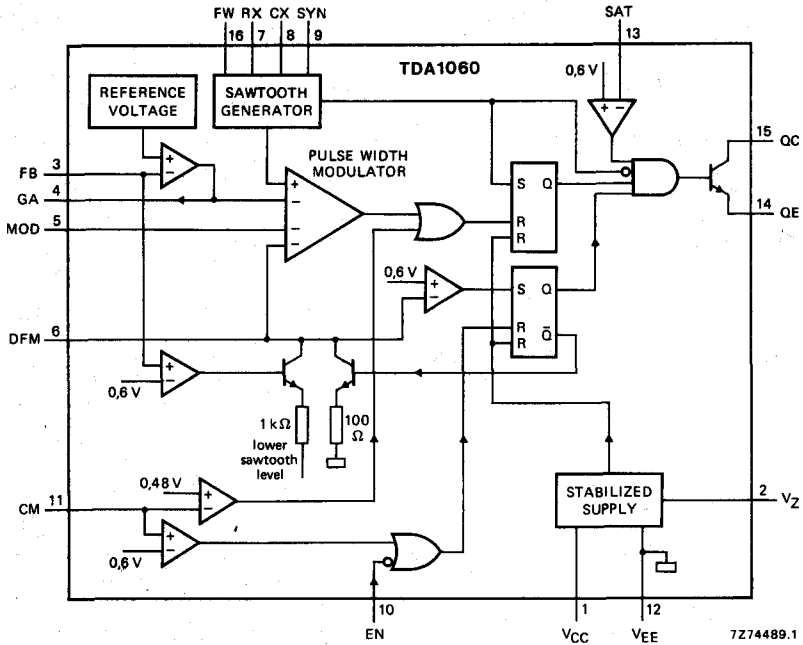 FW RX CX SYN
16 7 8 9
SAT
13
TDA1060
REFERENCE
VOLTAGE
SAWTOOTH
GENERATOR
0,6 V
+ −
15 QC
14 QE
PULSE WIDTH
MODULATOR
FB 3
GA 4
MOD 5
+
−
+
−
−
−
S Q
R
R
0,6 V
+
−
S Q
R Q̅
R
DFM 6
+
−
0,6 V
1 kΩ
100
Ω
lower
sawtooth
level
0,48 V
+
−
CM 11
+
−
0,6 V
STABILIZED
SUPPLY
2 VZ
10
EN
1
VCC
12
VEE
7Z74489.1